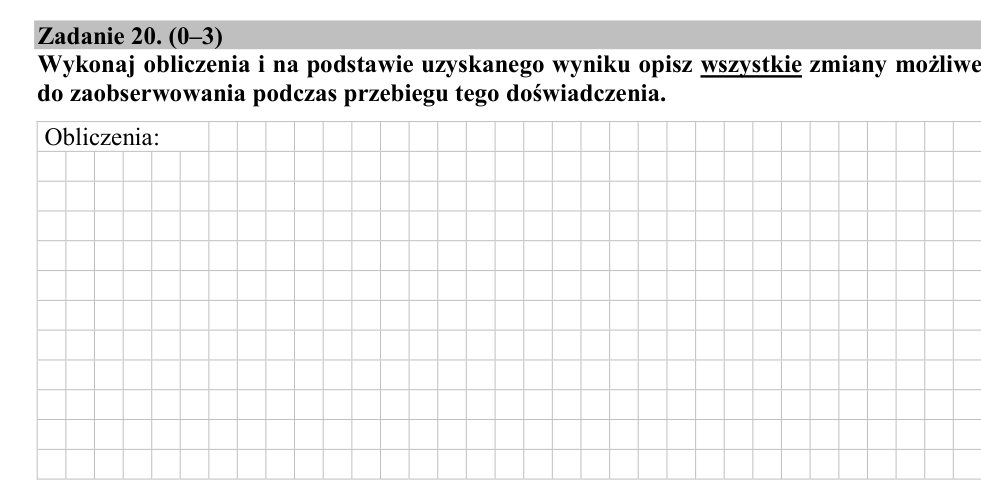 Zadanie 20. (0–3)
Wykonaj obliczenia i na podstawie uzyskanego wyniku opisz wszystkie zmiany możliwe
do zaobserwowania podczas przebiegu tego doświadczenia.
Obliczenia: